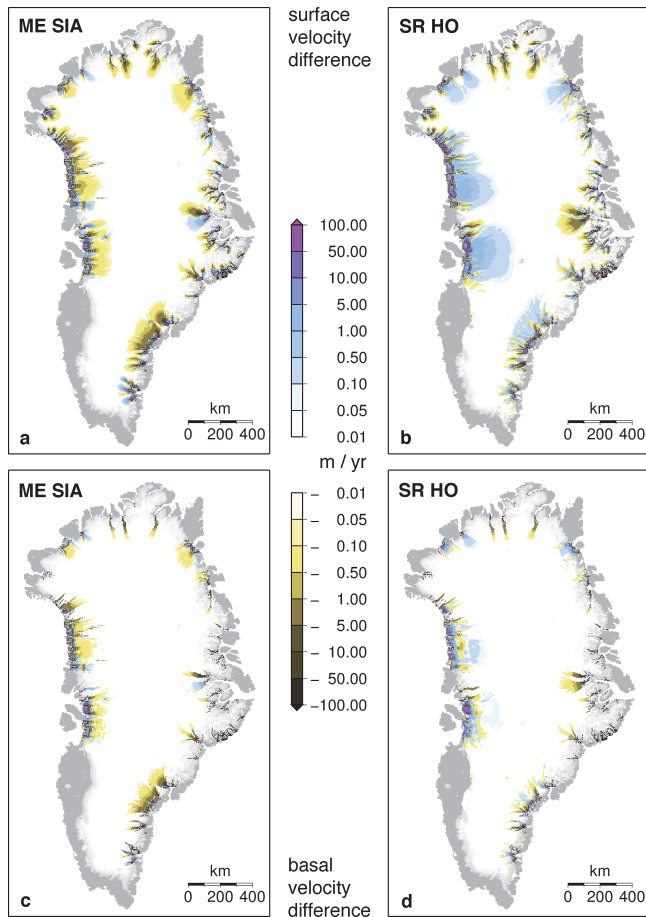 ME SIA
surface
velocity
difference
SR HO
100.00
50.00
10.00
5.00
1.00
0.50
0.10
0.05
0.01
m / yr
km
0 200 400
a
km
0 200 400
b
ME SIA
SR HO
– 0.01
– 0.05
– 0.10
– 0.50
– 1.00
– 5.00
– 10.00
– 50.00
–100.00
km
0 200 400
c
basal
velocity
difference
km
0 200 400
d